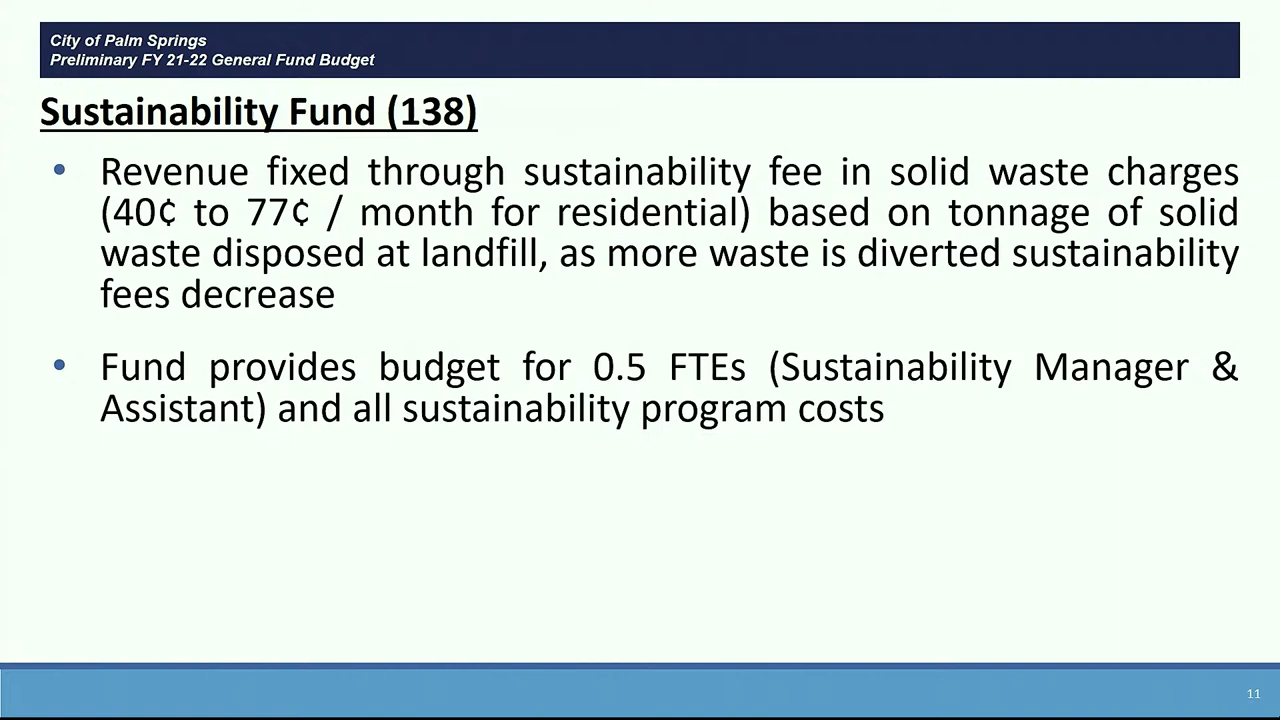 City of Palm Springs
Preliminary FY 21-22 General Fund Budget
Sustainability Fund (138)
• Revenue fixed through sustainability fee in solid waste charges
(40¢ to 77¢ / month for residential) based on tonnage of solid
waste disposed at landfill, as more waste is diverted sustainability
fees decrease
• Fund provides budget for 0.5 FTEs (Sustainability Manager &
Assistant) and all sustainability program costs
11